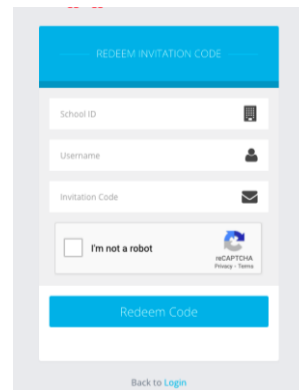 REDEEM INVITATION CODE
School ID
Username
Invitation Code
I'm not a robot
reCAPTCHA
Privacy - Terms
Redeem Code
Back to Login